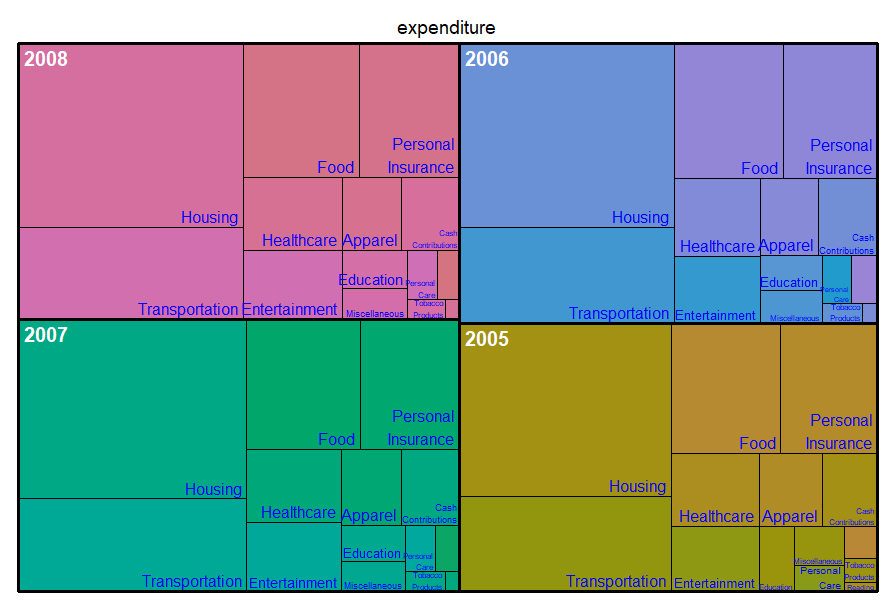 expenditure
2008
Housing
Transportation
Food
Personal
Insurance
Healthcare
Apparel
Cash
Contributions
Entertainment
Education
Miscellaneous
Personal
Care
Tobacco
Products
2006
Housing
Transportation
Food
Personal
Insurance
Healthcare
Apparel
Cash
Contributions
Entertainment
Education
Miscellaneous
Personal
Care
Tobacco
Products
2007
Housing
Transportation
Food
Personal
Insurance
Healthcare
Apparel
Cash
Contributions
Entertainment
Education
Miscellaneous
Personal
Care
Tobacco
Products
2005
Housing
Transportation
Food
Personal
Insurance
Healthcare
Apparel
Cash
Contributions
Entertainment
Education
Miscellaneous
Personal
Care
Tobacco
Products
Reading